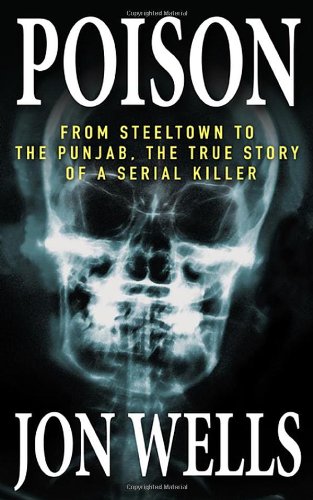 POISON
FROM STEELTOWN TO
THE PUNJAB, THE TRUE STORY
OF A SERIAL KILLER
JON WELLS